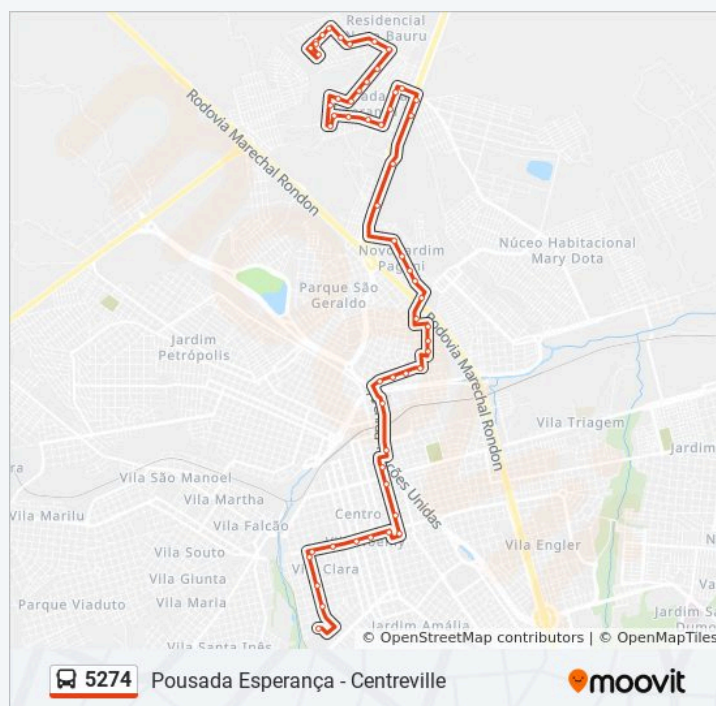 Residencial
Nova Bauru
Rodovia Marechal Rondon
Novo Jardim
Pagani
Núceo Habitacional
Mary Dota
Parque São
Geraldo
Jardim
Petrópolis
Rodovia Marechal Rondon
Vila Triagem
Jardim
Vila São Manoel
ções Unidas
Vila Martha
Vila Marilu
Centro
Vila Falcão
Vila Engler
Vila Souto
Vila Clara
Vila Giunta
Parque Viaduto
Vila Maria
Jardim Amália
Vila Santa Inês
© OpenStreetMap contributors | © OpenMapTiles
5274 Pousada Esperança - Centreville
moovit